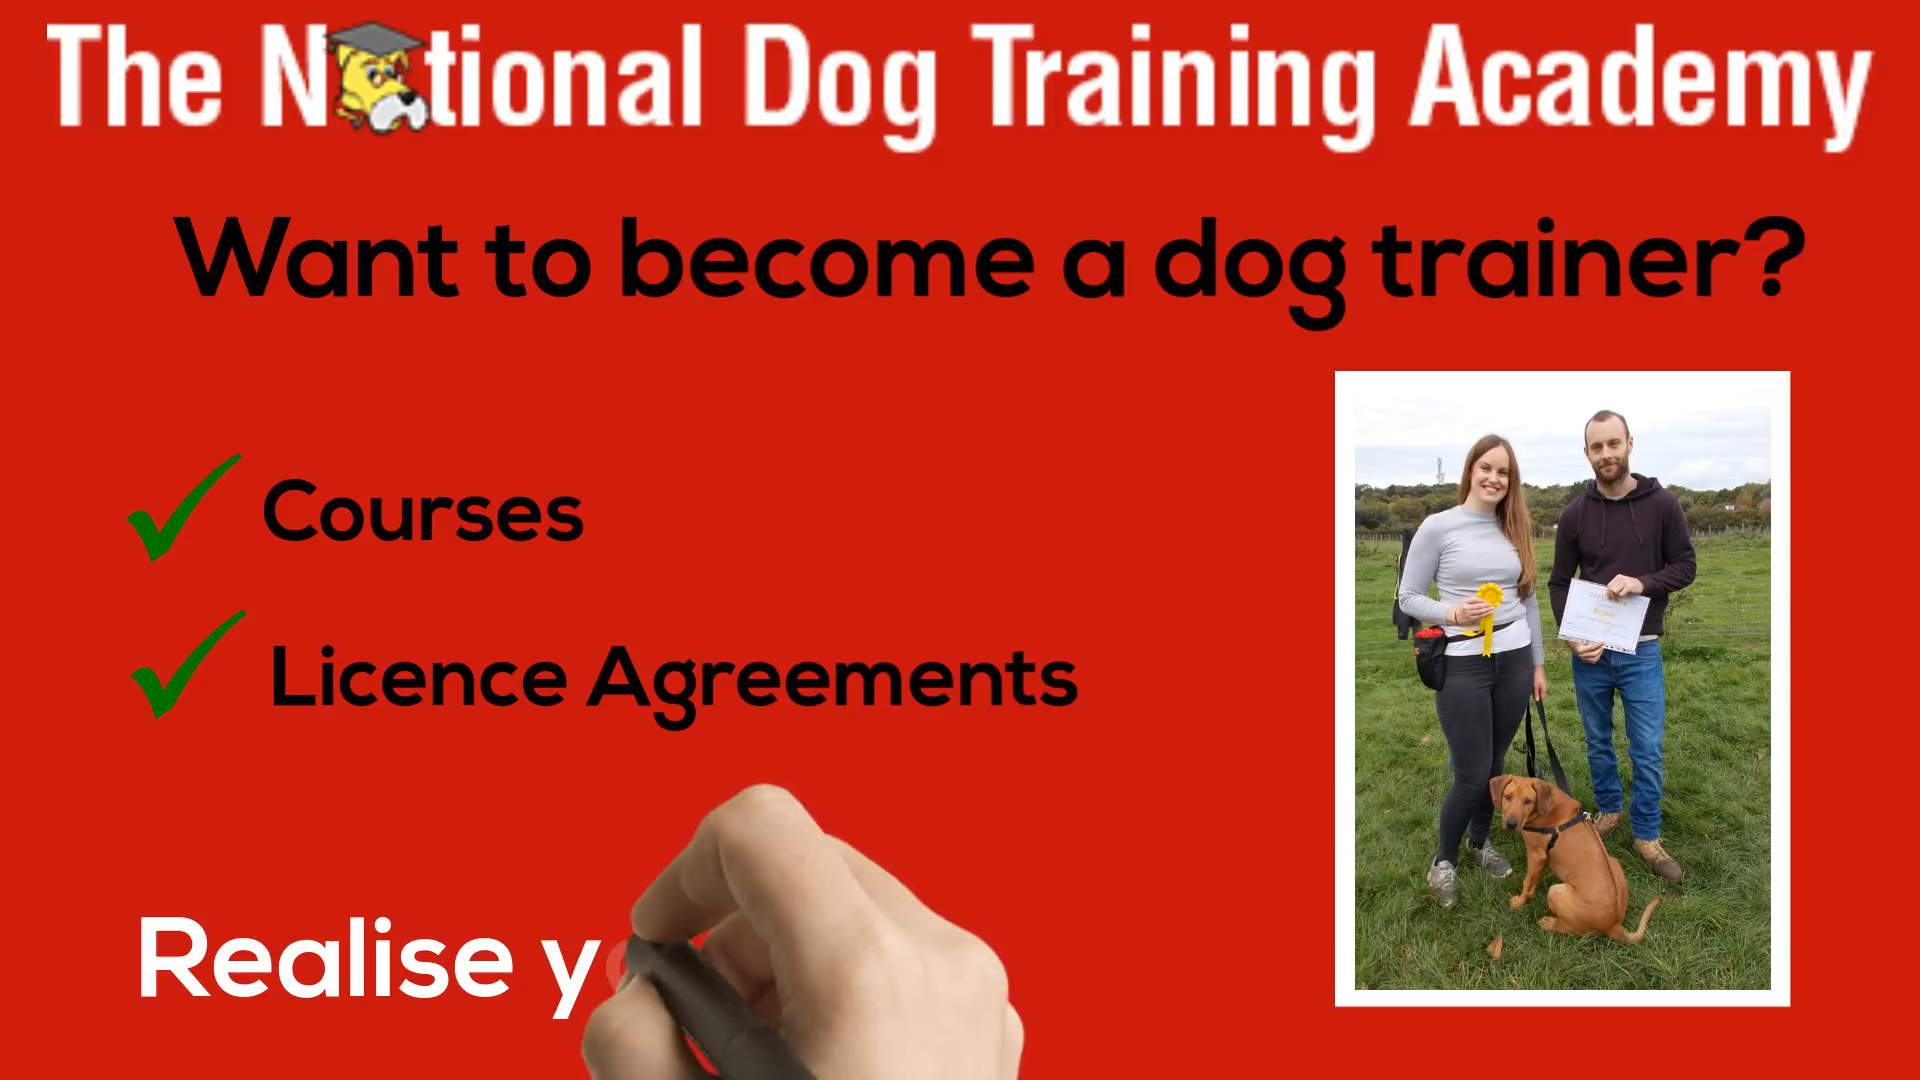 The National Dog Training Academy
Want to become a dog trainer?
Courses
Licence Agreements
Realise y